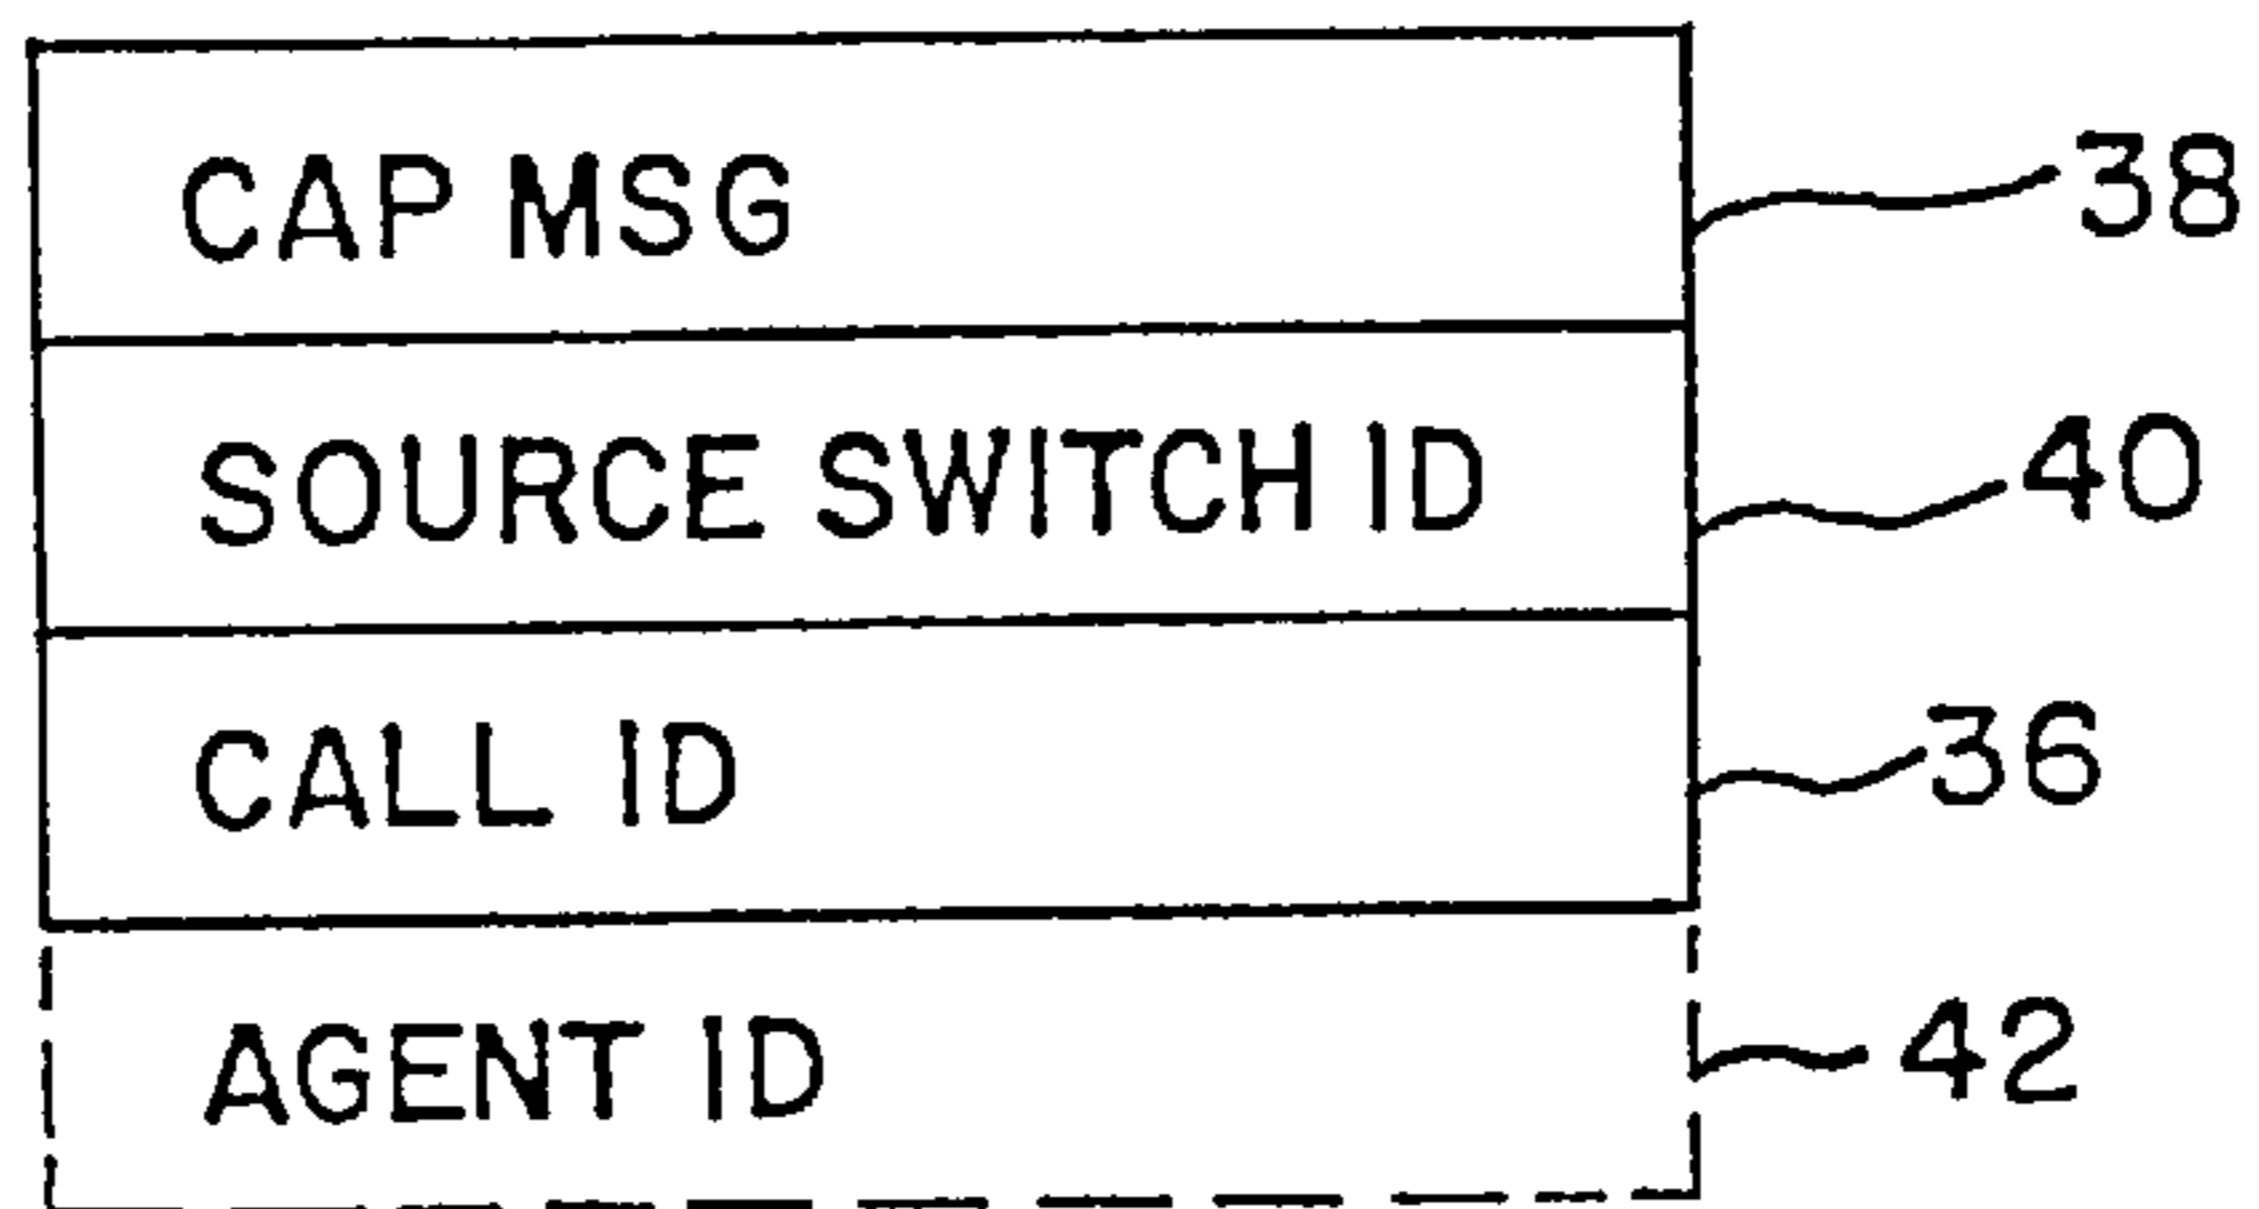 CAP MSG 38
SOURCE SWITCH ID 40
CALL ID 36
AGENT ID 42